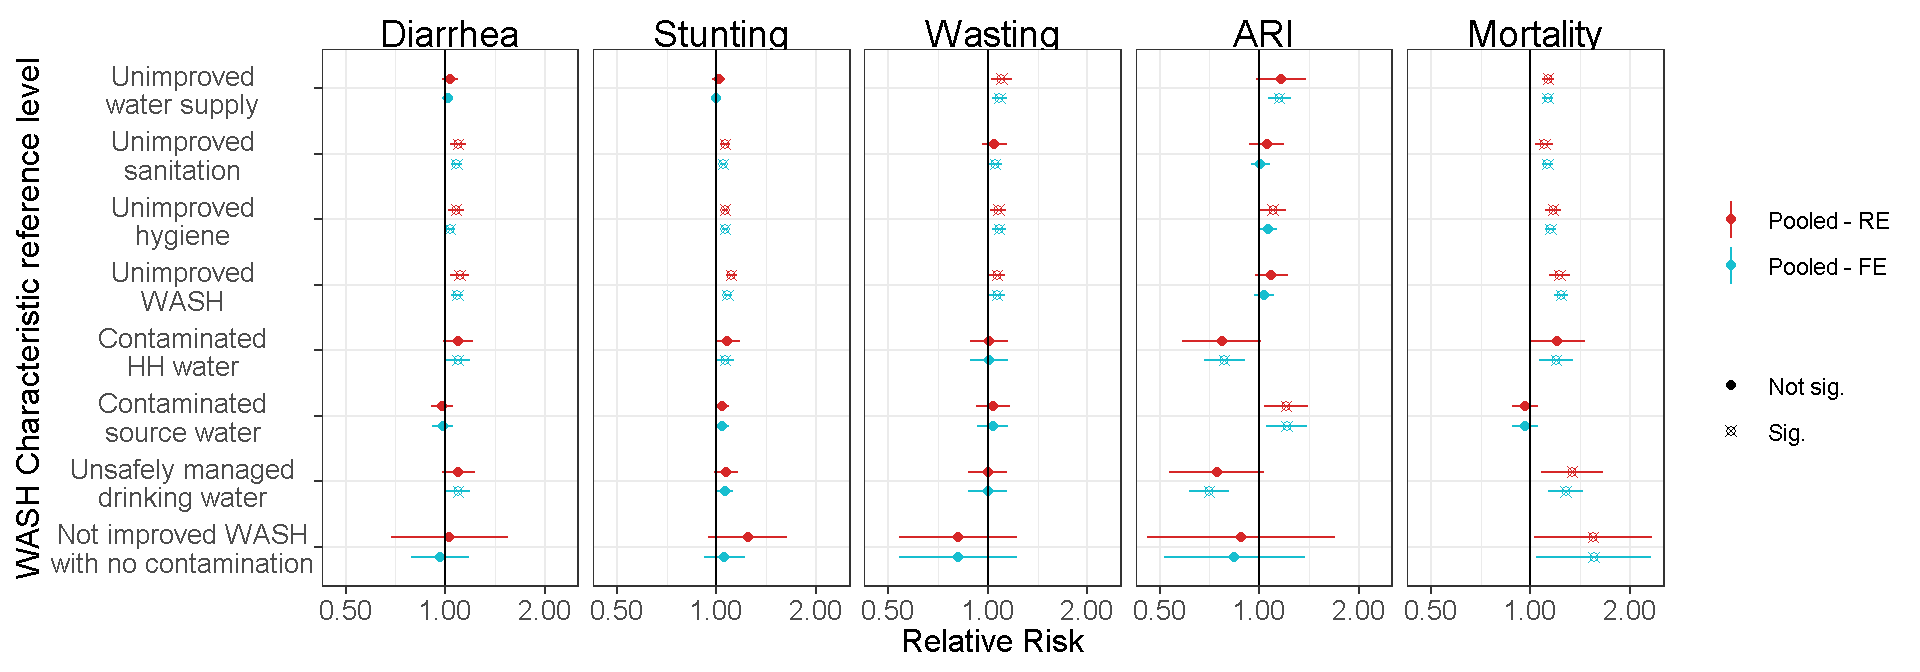 Diarrhea Stunting Wasting ARI Mortality
WASH Characteristic reference level
Unimproved
water supply
Unimproved
sanitation
Unimproved
hygiene
Unimproved
WASH
Contaminated
HH water
Contaminated
source water
Unsafely managed
drinking water
Not improved WASH
with no contamination
0.50 1.00 2.00 0.50 1.00 2.00 0.50 1.00 2.00 0.50 1.00 2.00 0.50 1.00 2.00
Relative Risk
Pooled - RE
Pooled - FE
Not sig.
Sig.